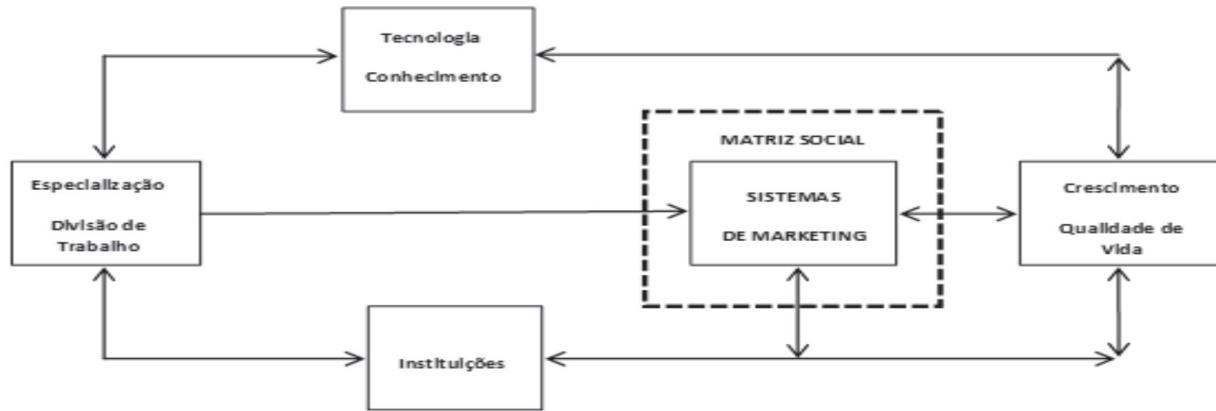 Tecnologia
Conhecimento
MATRIZ SOCIAL
Especialização
Divisão de
Trabalho
SISTEMAS
DE MARKETING
Crescimento
Qualidade de
Vida
Instituições